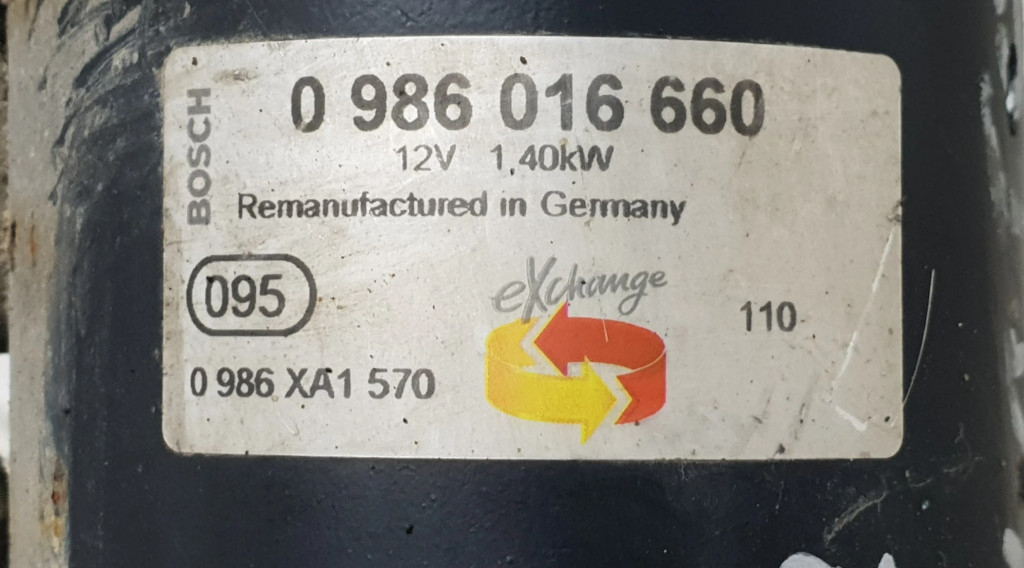 BOSCH
0 986 016 660
12V 1,40kW
Remanufactured in Germany
095
eXchange
110
0 986 XA1 570